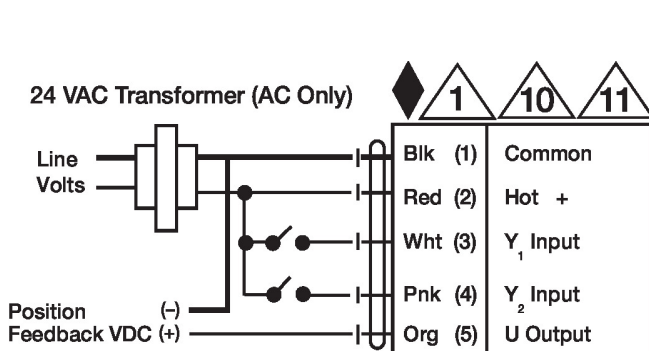 24 VAC Transformer (AC Only)
1 10 11
Line
Volts
Blk (1) Common
Red (2) Hot +
Wht (3) Y1 Input
Pnk (4) Y2 Input
Position (–)
Feedback VDC (+)
Org (5) U Output